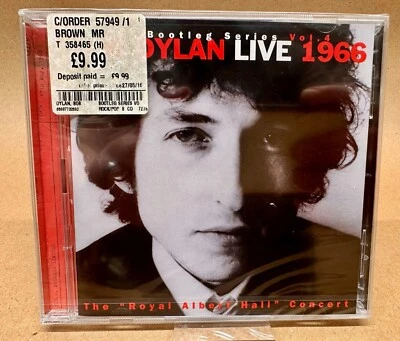 C/ORDER 57949 /1
BROWN MR
T 358465 (H)
£9.99
Deposit paid = £9.99
DYLAN, BOB BOOTLEG SERIES VO
ROCK/POP B CD
Bootleg Series Vol. 4
DYLAN LIVE 1966
The "Royal Albert Hall" Concert